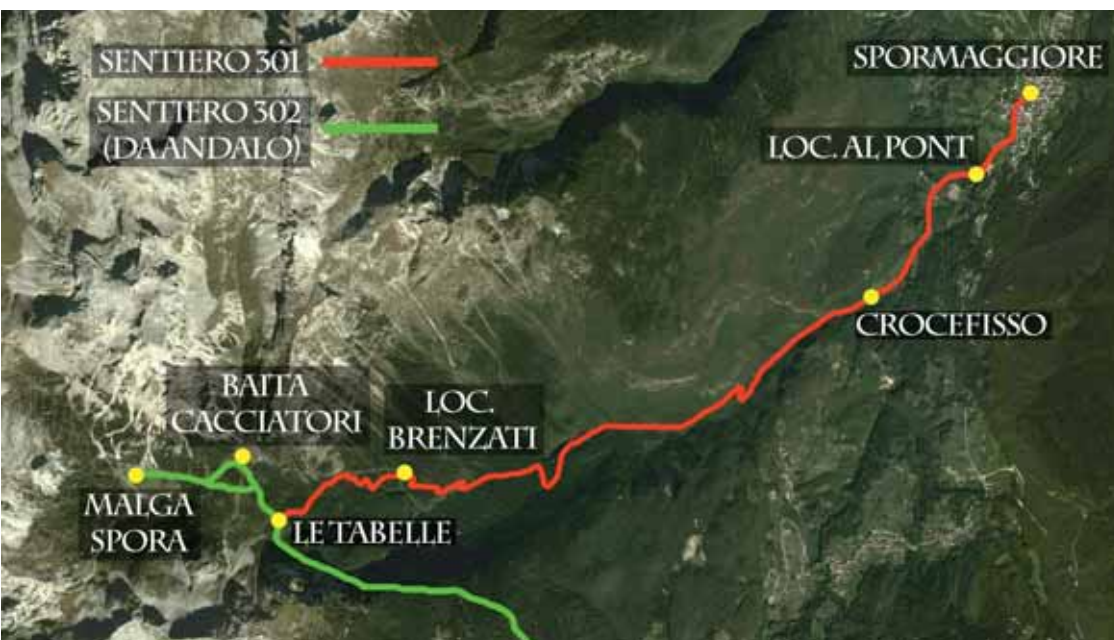 SENTIERO 301
SENTIERO 302
(DA ANDALO)
SPORMAGGIORE
LOC. AL PONT
CROCEFISSO
BAITA
CACCIATORI
LOC.
BRENZATI
MALGA
SPORA
LE TABELLE